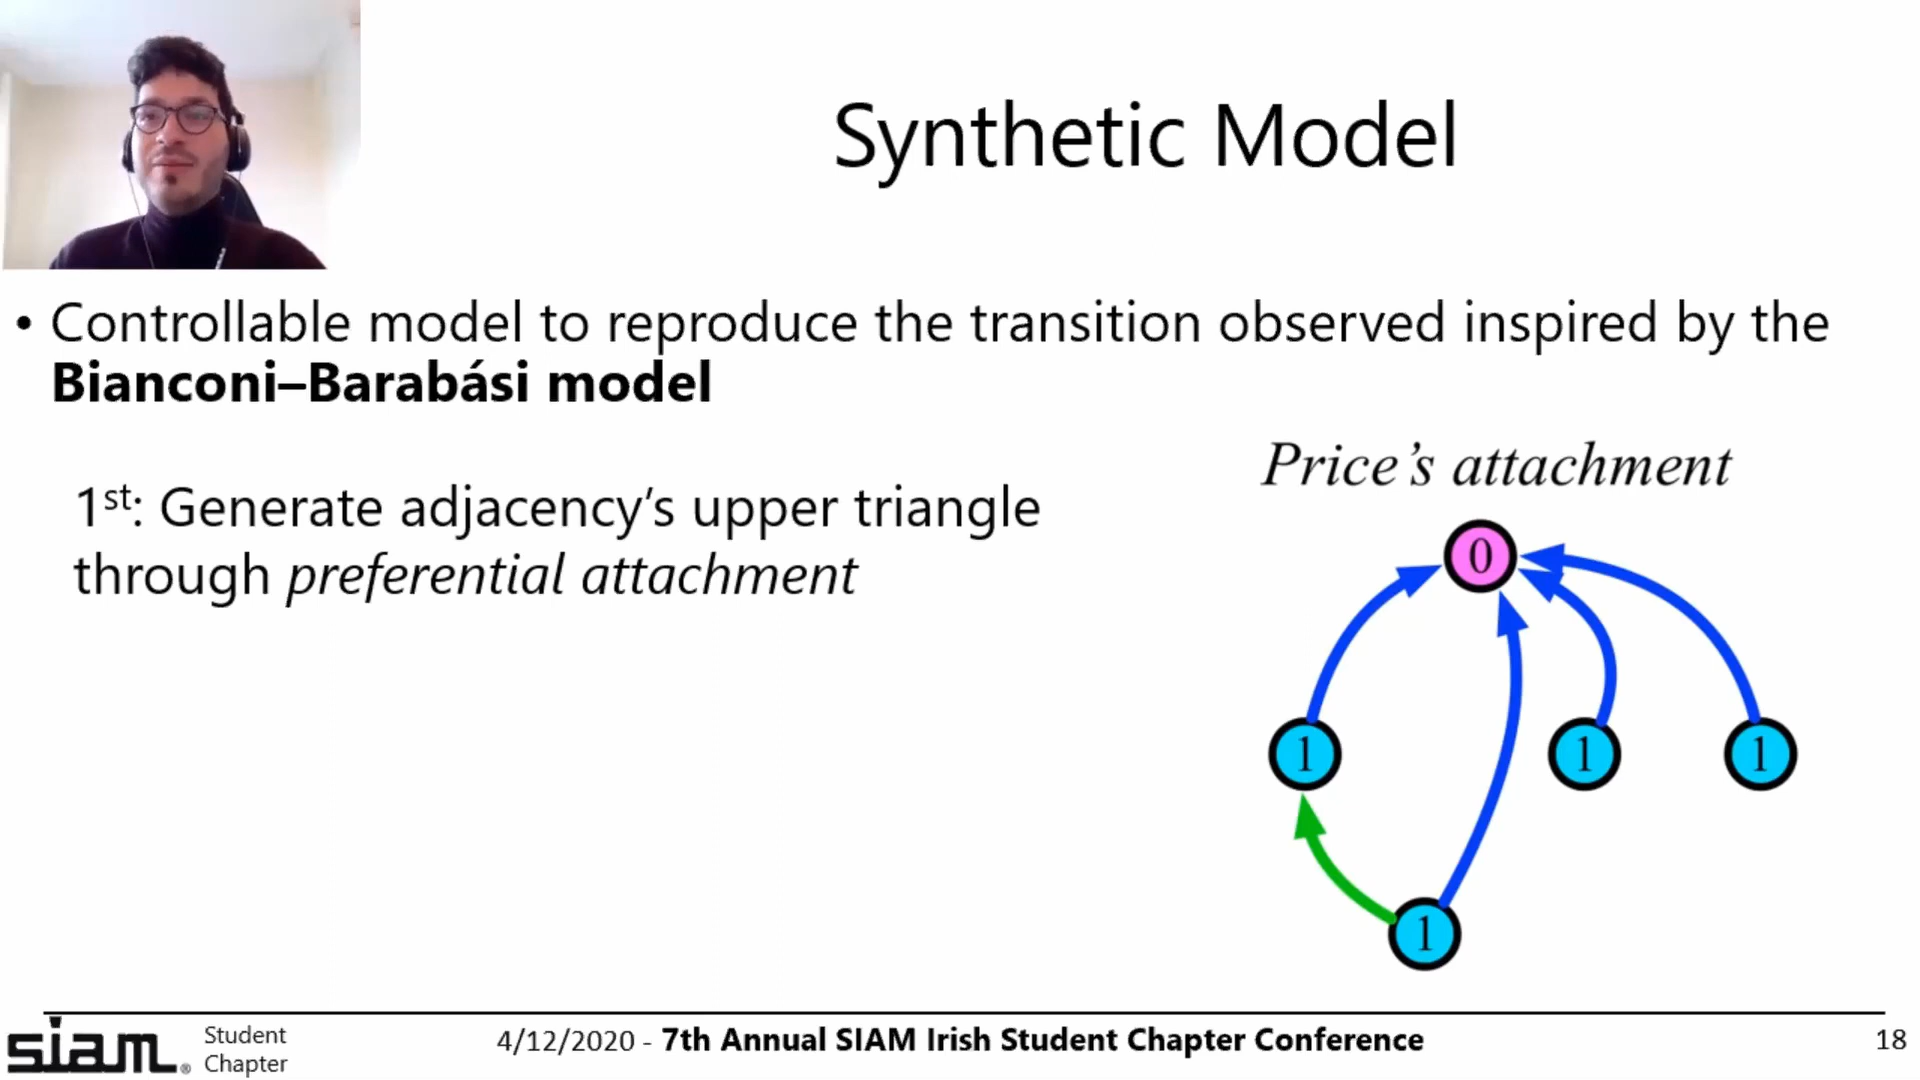 Synthetic Model
• Controllable model to reproduce the transition observed inspired by the
Bianconi–Barabási model
1st: Generate adjacency’s upper triangle
through preferential attachment
Price’s attachment
0
1
1
1
1
siam® Student
Chapter
4/12/2020 - 7th Annual SIAM Irish Student Chapter Conference
18